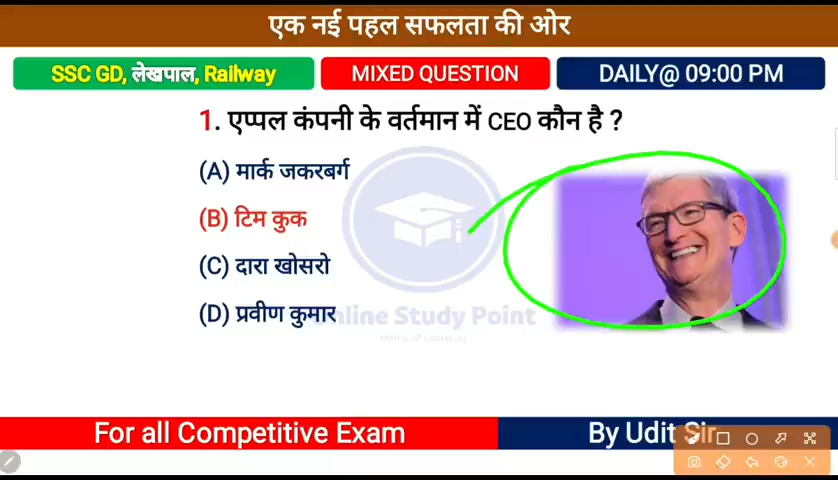 एक नई पहल सफलता की ओर
SSC GD, लेखपाल, Railway
MIXED QUESTION
DAILY@ 09:00 PM
1. एप्पल कंपनी के वर्तमान में CEO कौन है ?
(A) मार्क जकरबर्ग
(B) टिम कुक
(C) दारा खोसरो
(D) प्रवीण कुमार
Online Study Point
For all Competitive Exam
By Udit Sir